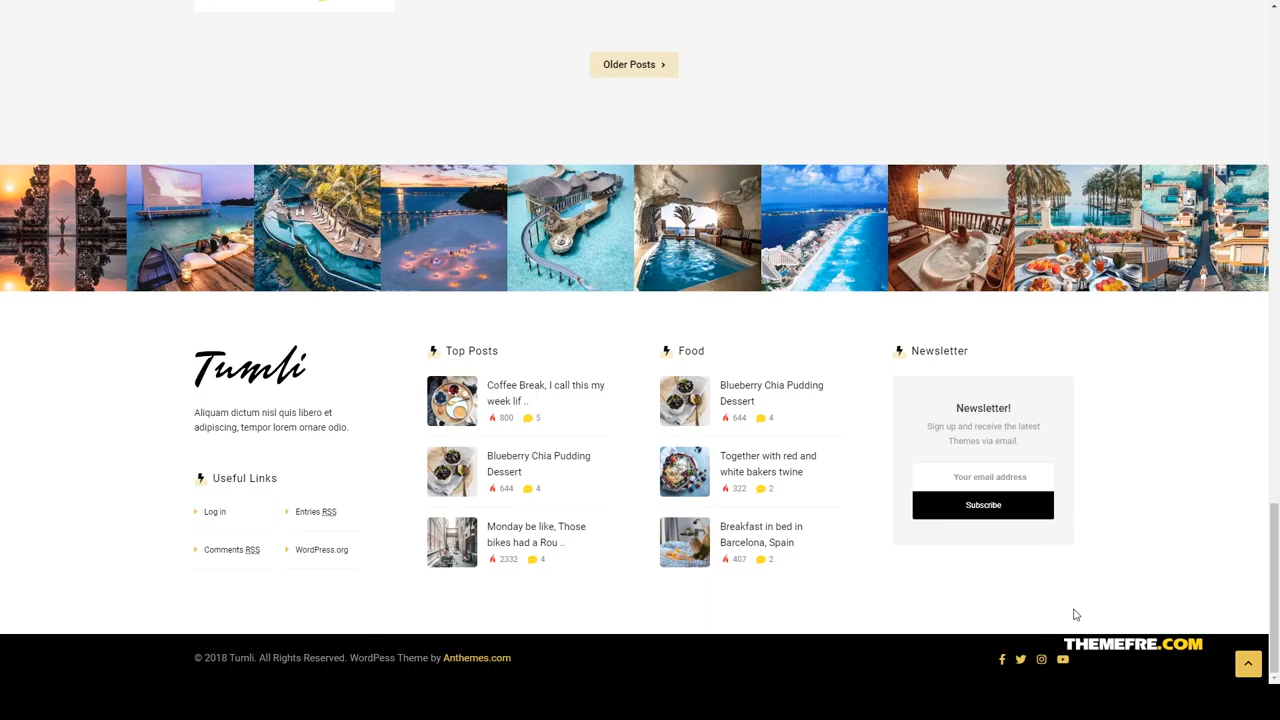 Older Posts
Tumli
Aliquam dictum nisl quis libero et
adipiscing, tempor lorem ornare odio.
Useful Links
Log in
Entries RSS
Comments RSS
WordPress.org
Top Posts
Coffee Break, I call this my
week lif ..
800 5
Blueberry Chia Pudding
Dessert
644 4
Monday be like, Those
bikes had a Rou ..
2332 4
Food
Blueberry Chia Pudding
Dessert
644 4
Together with red and
white bakers twine
322 2
Breakfast in bed in
Barcelona, Spain
407 2
Newsletter
Newsletter!
Sign up and receive the latest
Themes via email.
Your email address
Subscribe
© 2018 Tumli. All Rights Reserved. WordPess Theme by Anthemes.com
THEMEFRE.COM